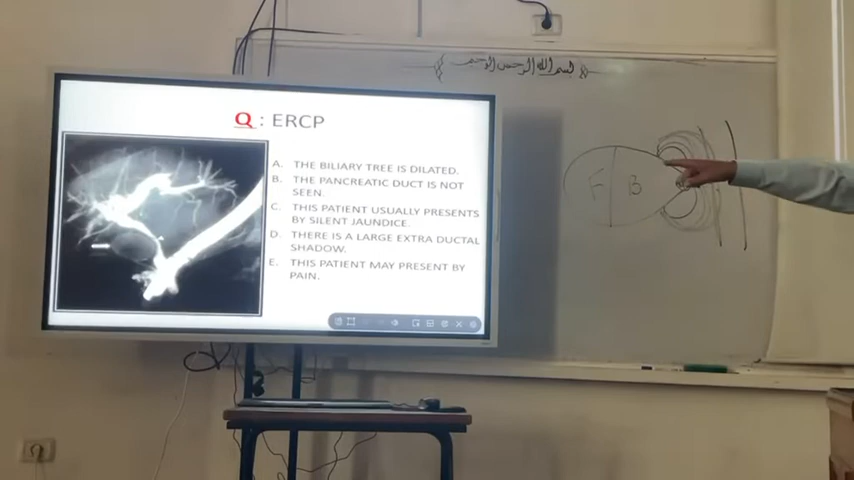 بسم الله الرحمن الرحيم
Q : ERCP
A. THE BILIARY TREE IS DILATED.
B. THE PANCREATIC DUCT IS NOT
SEEN.
C. THIS PATIENT USUALLY PRESENTS
BY SILENT JAUNDICE.
D. THERE IS A LARGE EXTRA DUCTAL
SHADOW.
E. THIS PATIENT MAY PRESENT BY
PAIN.
F B